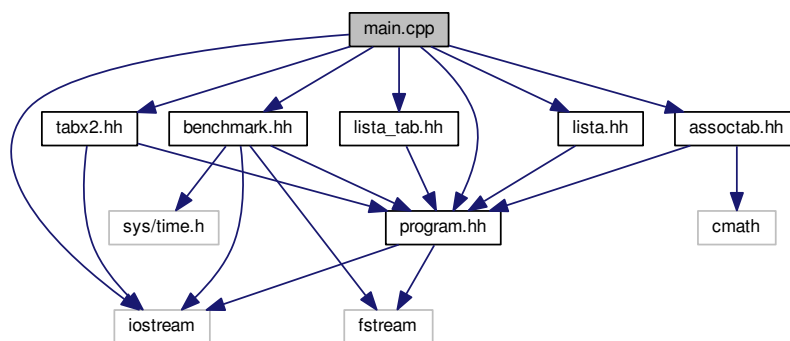 main.cpp
tabx2.hh
benchmark.hh
lista_tab.hh
lista.hh
assoctab.hh
sys/time.h
program.hh
cmath
iostream
fstream